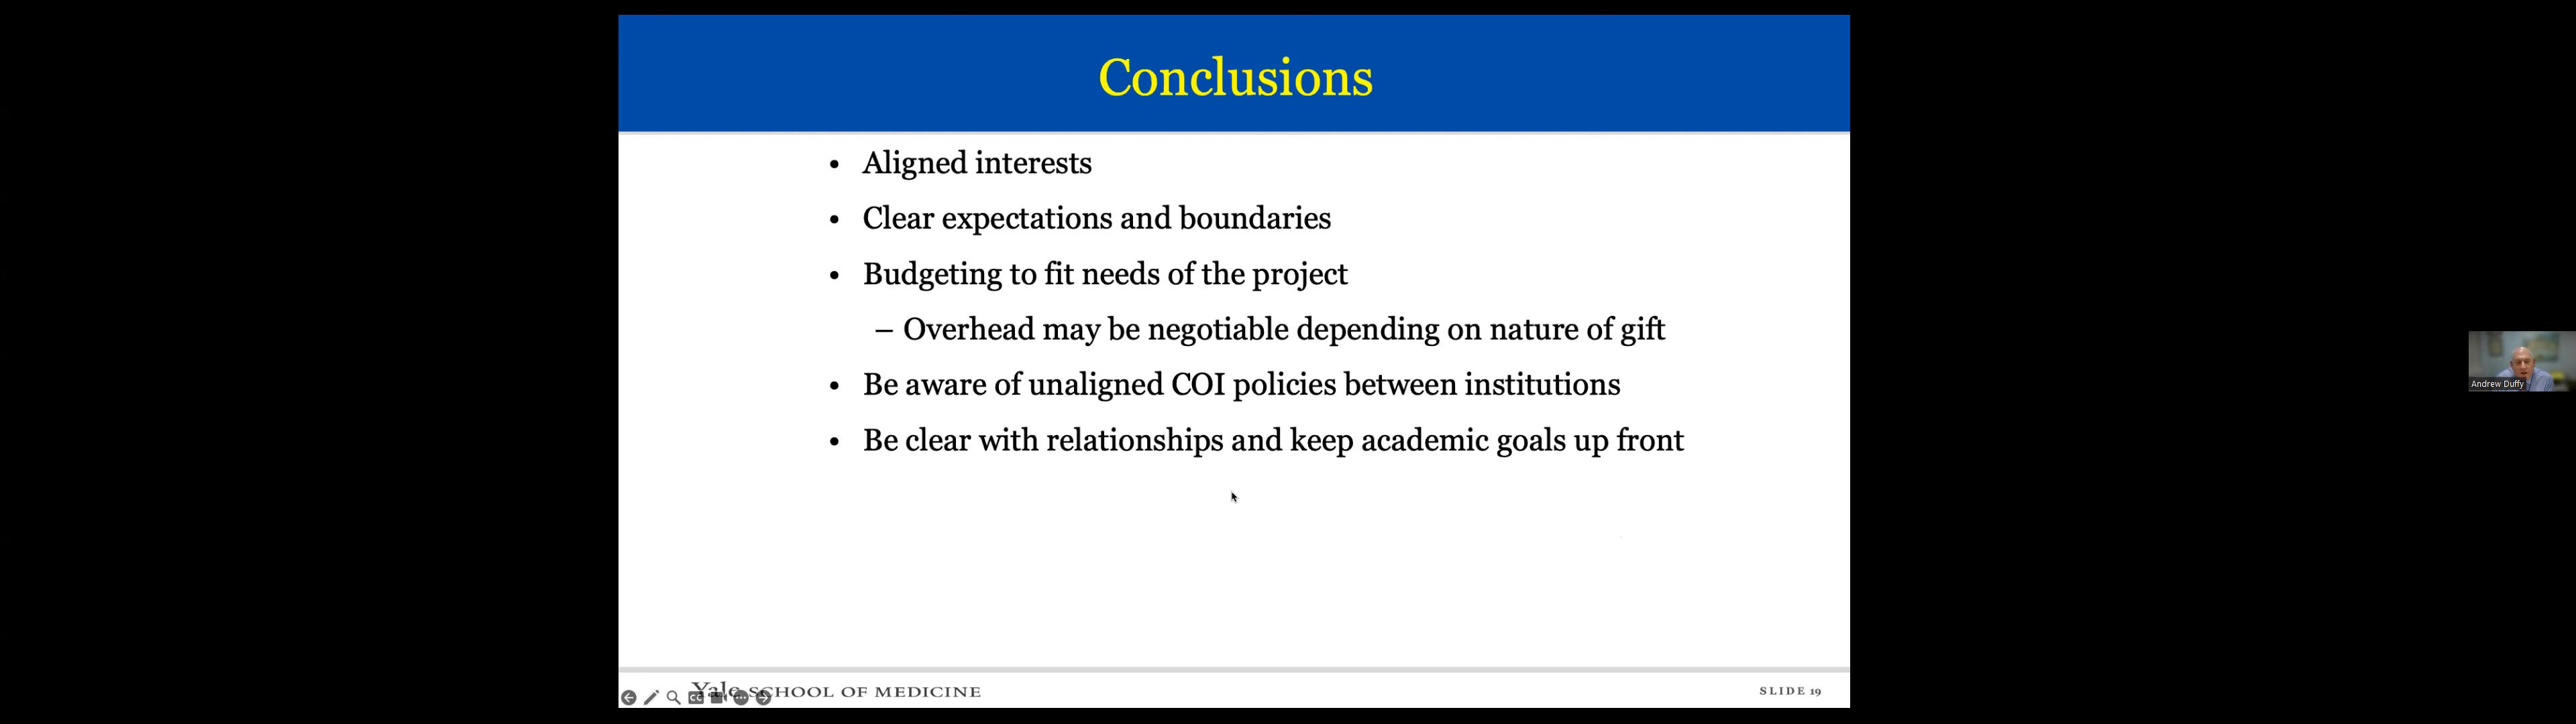 Conclusions
• Aligned interests
• Clear expectations and boundaries
• Budgeting to fit needs of the project
– Overhead may be negotiable depending on nature of gift
• Be aware of unaligned COI policies between institutions
• Be clear with relationships and keep academic goals up front
Andrew Duffy
Yale SCHOOL OF MEDICINE
SLIDE 19
CC